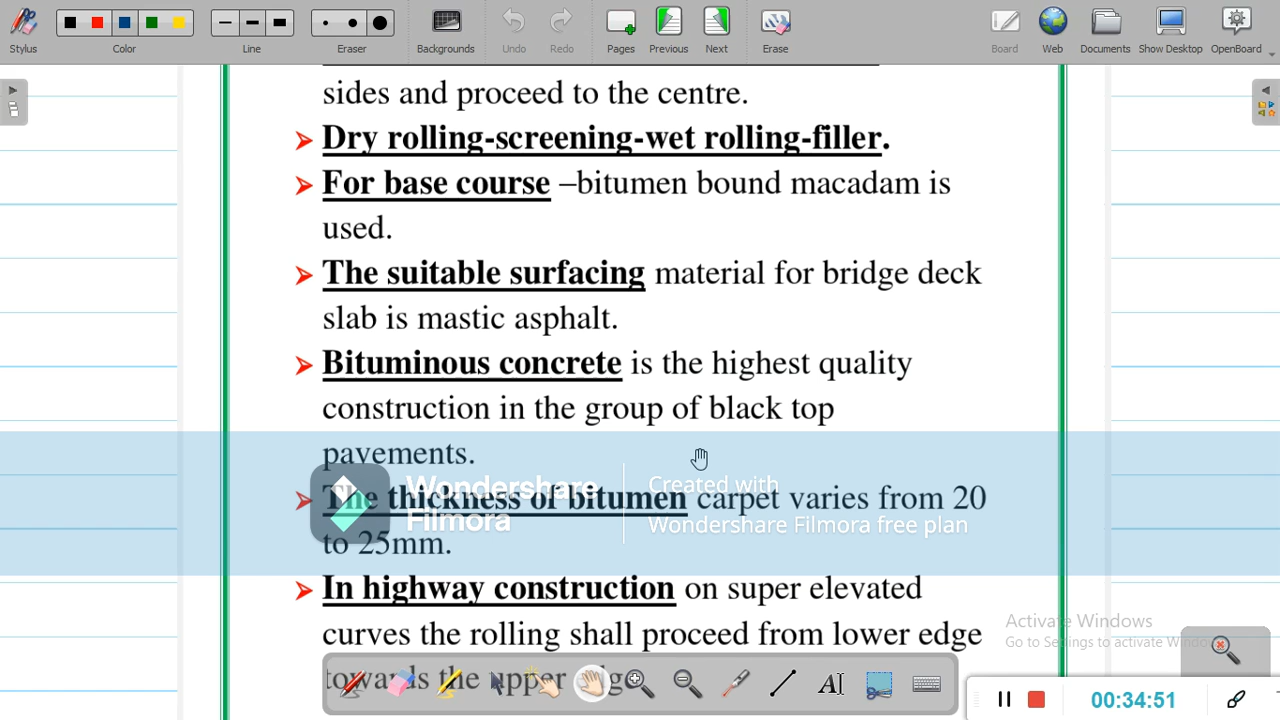 Stylus
Color
Line
Eraser
Backgrounds
Undo
Redo
Pages
Previous
Next
Erase
Board
Web
Documents
Show Desktop
OpenBoard
sides and proceed to the centre.
➢ Dry rolling-screening-wet rolling-filler.
➢ For base course –bitumen bound macadam is
used.
➢ The suitable surfacing material for bridge deck
slab is mastic asphalt.
➢ Bituminous concrete is the highest quality
construction in the group of black top
pavements.
➢ The thickness of bitumen carpet varies from 20
to 25mm.
Wondershare
Filmora
Created with
Wondershare Filmora free plan
➢ In highway construction on super elevated
curves the rolling shall proceed from lower edge
towards the upper edge
Activate Windows
Go to Settings to activate Windows
00:34:51